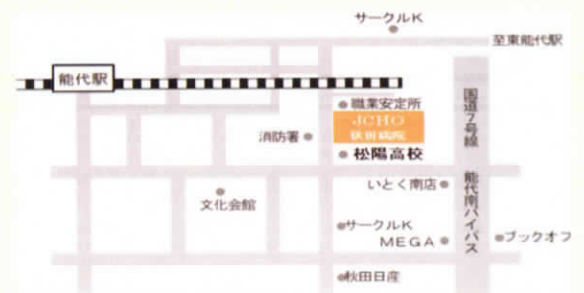 サークルK
至東能代駅
能代駅
職業安定所
JCHO
秋田病院
消防署
松陽高校
国道7号線 能代南バイパス
いとく南店
文化会館
サークルK
MEGA
ブックオフ
秋田日産